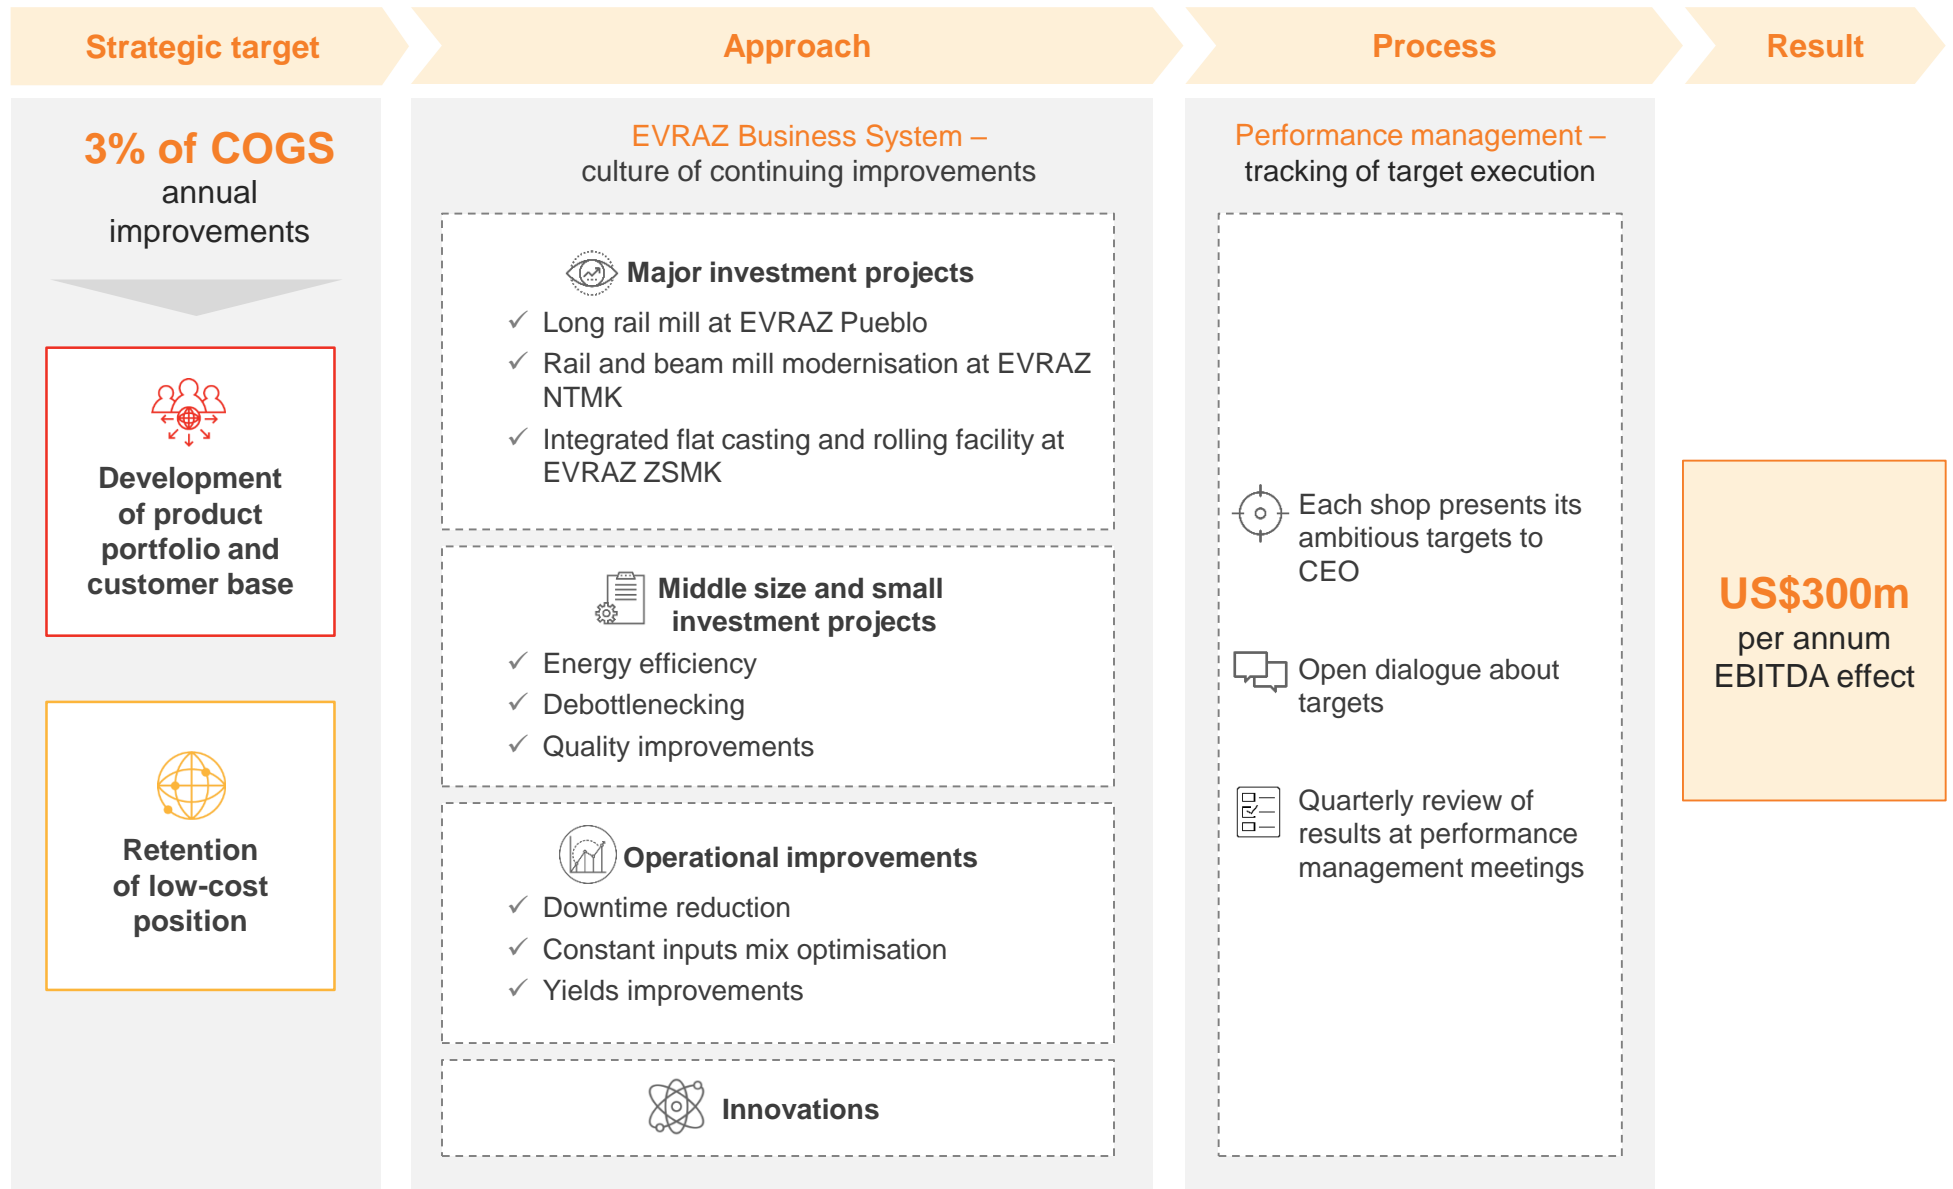 Strategic target
Approach
Process
Result
3% of COGS
annual
improvements
Development
of product
portfolio and
customer base
Retention
of low-cost
position
EVRAZ Business System –
culture of continuing improvements
Major investment projects
✓ Long rail mill at EVRAZ Pueblo
✓ Rail and beam mill modernisation at EVRAZ
NTMK
✓ Integrated flat casting and rolling facility at
EVRAZ ZSMK
Middle size and small
investment projects
✓ Energy efficiency
✓ Debottlenecking
✓ Quality improvements
Operational improvements
✓ Downtime reduction
✓ Constant inputs mix optimisation
✓ Yields improvements
Innovations
Performance management –
tracking of target execution
Each shop presents its
ambitious targets to
CEO
Open dialogue about
targets
Quarterly review of
results at performance
management meetings
US$300m
per annum
EBITDA effect